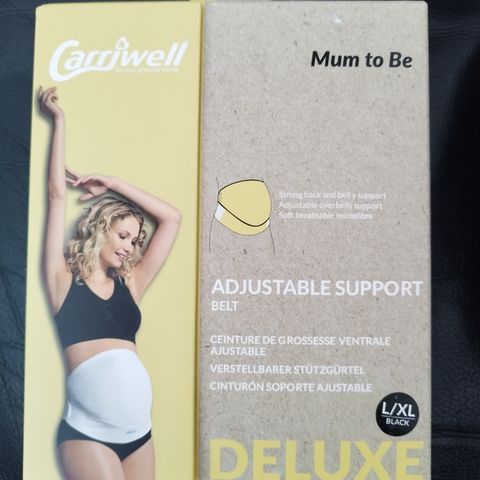 Carriwell
for your growing needs
Mum to Be
Strong back and belly support
Adjustable overbelly support
Soft breathable microfibre
ADJUSTABLE SUPPORT
BELT
CEINTURE DE GROSSESSE VENTRALE
AJUSTABLE
VERSTELLBARER STÜTZGÜRTEL
CINTURÓN SOPORTE AJUSTABLE
L/XL
BLACK
DELUXE